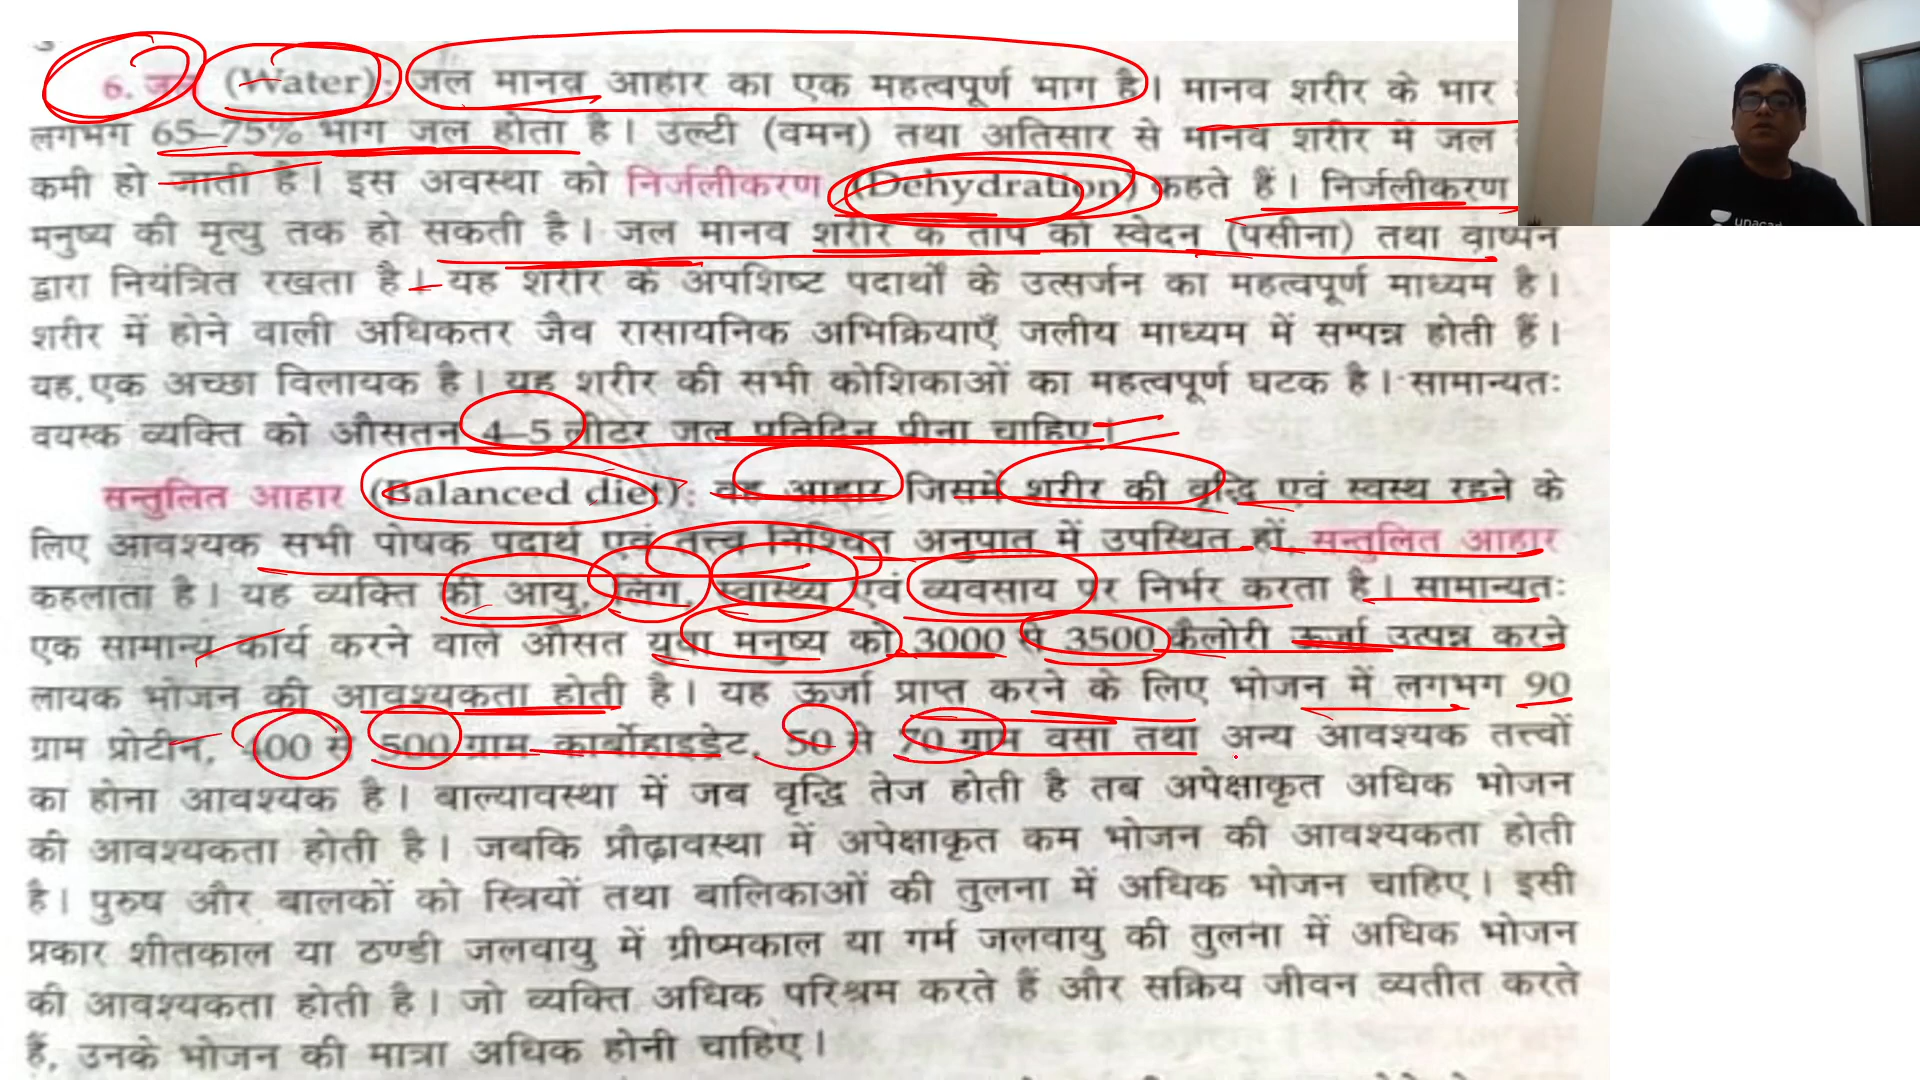 6. जल (Water): जल मानव आहार का एक महत्वपूर्ण भाग है। मानव शरीर के भार
लगभग 65–75% भाग जल होता है। उल्टी (वमन) तथा अतिसार से मानव शरीर में जल
कमी हो जाती है। इस अवस्था को निर्जलीकरण (Dehydration) कहते हैं। निर्जलीकरण
मनुष्य की मृत्यु तक हो सकती है। जल मानव शरीर के ताप को स्वेदन (पसीना) तथा वाष्पन
द्वारा नियंत्रित रखता है। यह शरीर के अपशिष्ट पदार्थों के उत्सर्जन का महत्वपूर्ण माध्यम है।
शरीर में होने वाली अधिकतर जैव रासायनिक अभिक्रियाएँ जलीय माध्यम में सम्पन्न होती हैं।
यह एक अच्छा विलायक है। यह शरीर की सभी कोशिकाओं का महत्वपूर्ण घटक है। सामान्यतः
वयस्क व्यक्ति को औसतन 4–5 लीटर जल प्रतिदिन पीना चाहिए।
सन्तुलित आहार (Balanced diet): वह आहार जिसमें शरीर की वृद्धि एवं स्वस्थ रहने के
लिए आवश्यक सभी पोषक पदार्थ एवं तत्त्व निश्चित अनुपात में उपस्थित हों, सन्तुलित आहार
कहलाता है। यह व्यक्ति की आयु, लिंग, स्वास्थ्य एवं व्यवसाय पर निर्भर करता है। सामान्यतः
एक सामान्य कार्य करने वाले औसत युवा मनुष्य को 3000 से 3500 कैलोरी ऊर्जा उत्पन्न करने
लायक भोजन की आवश्यकता होती है। यह ऊर्जा प्राप्त करने के लिए भोजन में लगभग 90
ग्राम प्रोटीन, 400 से 500 ग्राम कार्बोहाइड्रेट, 50 से 70 ग्राम वसा तथा अन्य आवश्यक तत्त्वों
का होना आवश्यक है। बाल्यावस्था में जब वृद्धि तेज होती है तब अपेक्षाकृत अधिक भोजन
की आवश्यकता होती है। जबकि प्रौढ़ावस्था में अपेक्षाकृत कम भोजन की आवश्यकता होती
है। पुरुष और बालकों को स्त्रियों तथा बालिकाओं की तुलना में अधिक भोजन चाहिए। इसी
प्रकार शीतकाल या ठण्डी जलवायु में ग्रीष्मकाल या गर्म जलवायु की तुलना में अधिक भोजन
की आवश्यकता होती है। जो व्यक्ति अधिक परिश्रम करते हैं और सक्रिय जीवन व्यतीत करते
हैं, उनके भोजन की मात्रा अधिक होनी चाहिए।